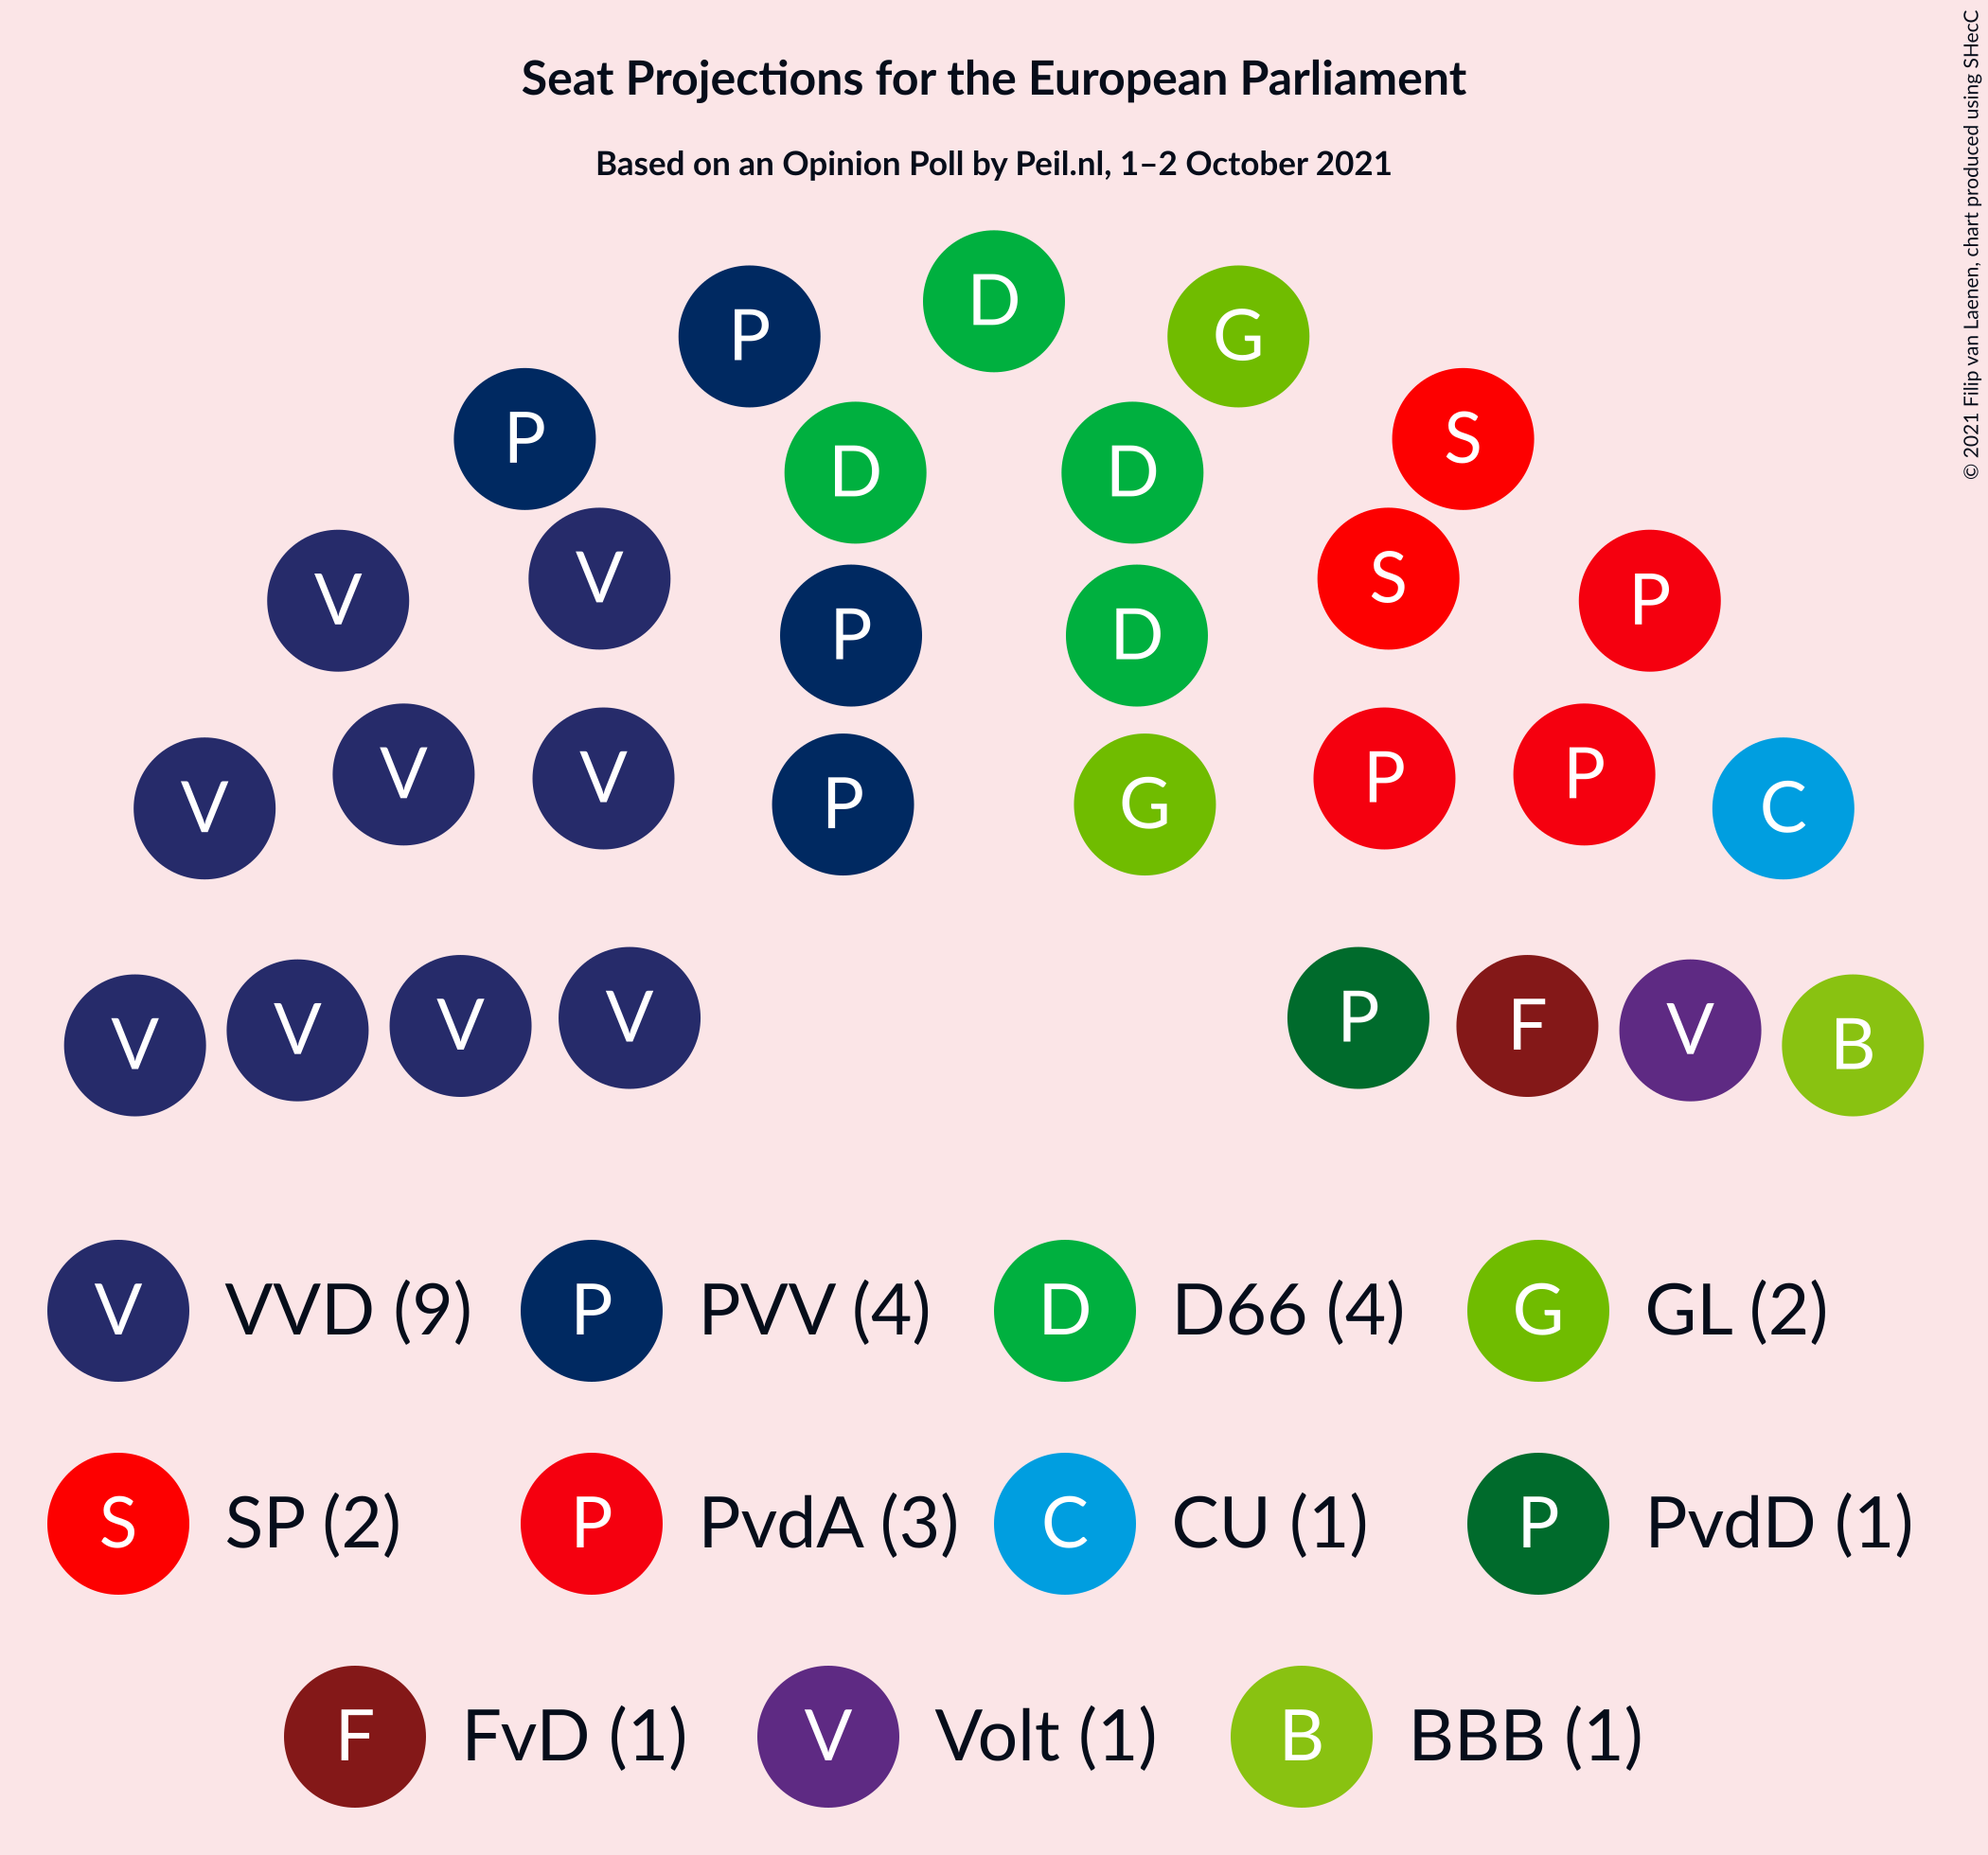 Seat Projections for the European Parliament
Based on an Opinion Poll by Peil.nl, 1–2 October 2021
© 2021 Filip van Laenen, chart produced using SHecC
D
P G
P S
D D
V V S P
P D
V V V P G P P C
V V V V P F V B
V VVD (9) P PVV (4) D D66 (4) G GL (2)
S SP (2) P PvdA (3) C CU (1) P PvdD (1)
F FvD (1) V Volt (1) B BBB (1)